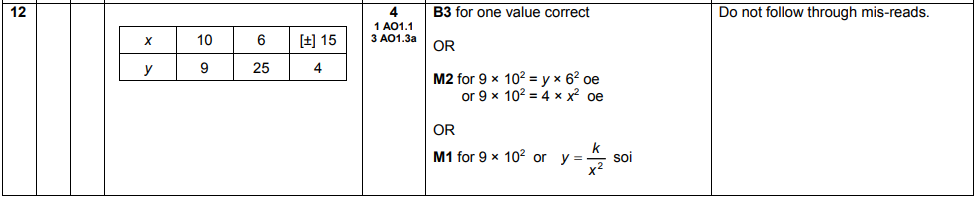 12
x 10 6 [±] 15
y 9 25 4
4
1 AO1.1
3 AO1.3a
B3 for one value correct
OR
M2 for 9 × 10² = y × 6² oe
or 9 × 10² = 4 × x² oe
OR
M1 for 9 × 10² or y = k/x² soi
Do not follow through mis-reads.